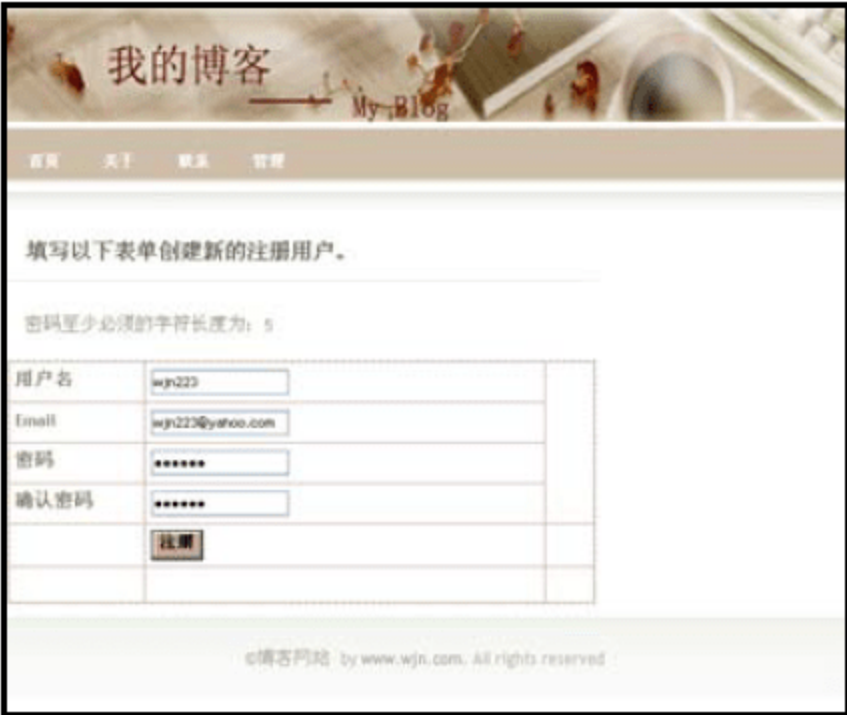 我的博客
My Blog
首页 关于 联系 管理
填写以下表单创建新的注册用户。
密码至少必须的字符长度为：5
用户名 wjn223
Email wjn223@yahoo.com
密码 ●●●●●●
确认密码 ●●●●●●
注册
©博客网站 by www.wjn.com. All rights reserved